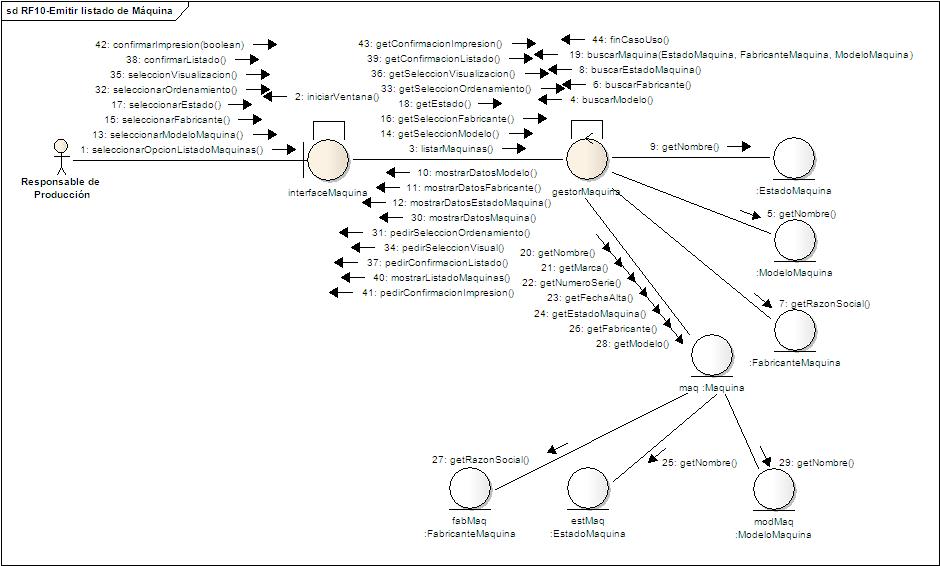 sd RF10-Emitir listado de Máquina
42: confirmarImpresion(boolean)
38: confirmarListado()
35: seleccionVisualizacion()
32: seleccionarOrdenamiento()
17: seleccionarEstado()
15: seleccionarFabricante()
13: seleccionarModeloMaquina()
1: seleccionarOpcionListadoMaquinas()
2: iniciarVentana()
43: getConfirmacionImpresion()
39: getConfirmacionListado()
36: getSeleccionVisualizacion()
33: getSeleccionOrdenamiento()
18: getEstado()
16: getSeleccionFabricante()
14: getSeleccionModelo()
3: listarMaquinas()
44: finCasoUso()
19: buscarMaquina(EstadoMaquina, FabricanteMaquina, ModeloMaquina)
8: buscarEstadoMaquina()
6: buscarFabricante()
4: buscarModelo()
Responsable de
Producción
interfaceMaquina
gestorMaquina
9: getNombre()
:EstadoMaquina
5: getNombre()
:ModeloMaquina
7: getRazonSocial()
:FabricanteMaquina
10: mostrarDatosModelo()
11: mostrarDatosFabricante()
12: mostrarDatosEstadoMaquina()
30: mostrarDatosMaquina()
31: pedirSeleccionOrdenamiento()
34: pedirSeleccionVisual()
37: pedirConfirmacionListado()
40: mostrarListadoMaquinas()
41: pedirConfirmacionImpresion()
20: getNombre()
21: getMarca()
22: getNumeroSerie()
23: getFechaAlta()
24: getEstadoMaquina()
26: getFabricante()
28: getModelo()
maq :Maquina
27: getRazonSocial()
25: getNombre()
29: getNombre()
fabMaq
:FabricanteMaquina
estMaq
:EstadoMaquina
modMaq
:ModeloMaquina